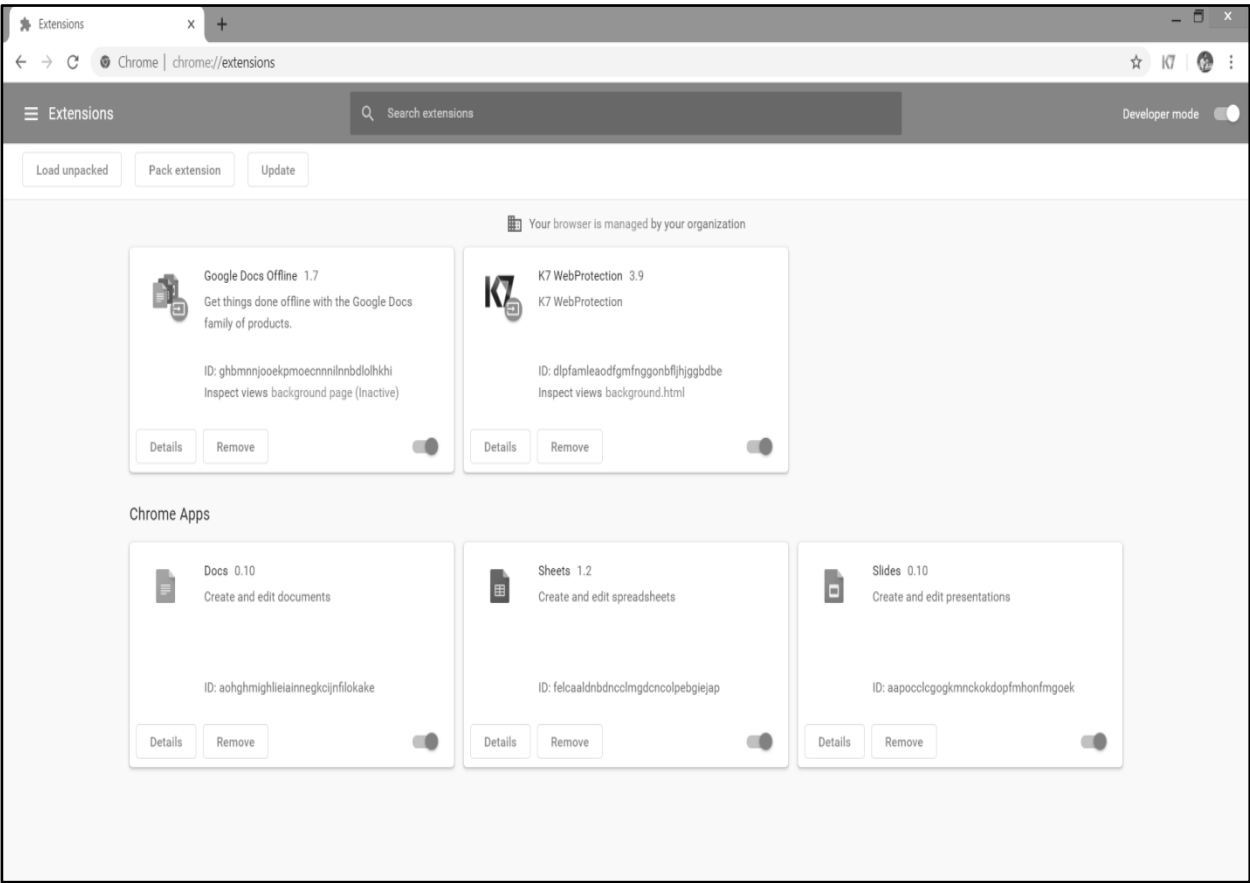 Extensions x +
Chrome | chrome://extensions K7
Extensions Search extensions Developer mode
Load unpacked Pack extension Update
Your browser is managed by your organization
Google Docs Offline 1.7
Get things done offline with the Google Docs
family of products.
ID: ghbmnnjooekpmoecnnnilnnbdlolhkhi
Inspect views background page (Inactive)
Details Remove
K7
K7 WebProtection 3.9
K7 WebProtection
ID: dlpfamleaodfgmfnggonbfljhjggbdbe
Inspect views background.html
Details Remove
Chrome Apps
Docs 0.10
Create and edit documents
ID: aohghmighlieiainnegkcijnfilokake
Details Remove
Sheets 1.2
Create and edit spreadsheets
ID: felcaaldnbdncclmgdcncolpebgiejap
Details Remove
Slides 0.10
Create and edit presentations
ID: aapocclcgogkmnckokdopfmhonfmgoek
Details Remove